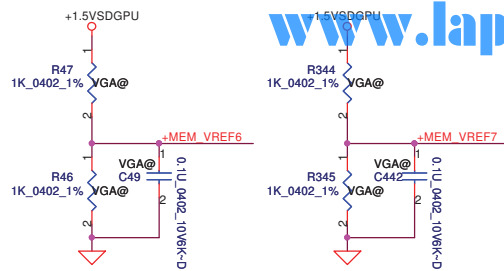 +1.5VSDGPU
1
R47
1K_0402_1%
VGA@
2
+MEM_VREF6
1
R46
1K_0402_1%
VGA@
2
1
VGA@
C49
2
0.1U_0402_10V6K~D
www.lap
+1.5VSDGPU
1
R344
1K_0402_1%
VGA@
2
+MEM_VREF7
1
R345
1K_0402_1%
VGA@
2
1
VGA@
C442
2
0.1U_0402_10V6K~D